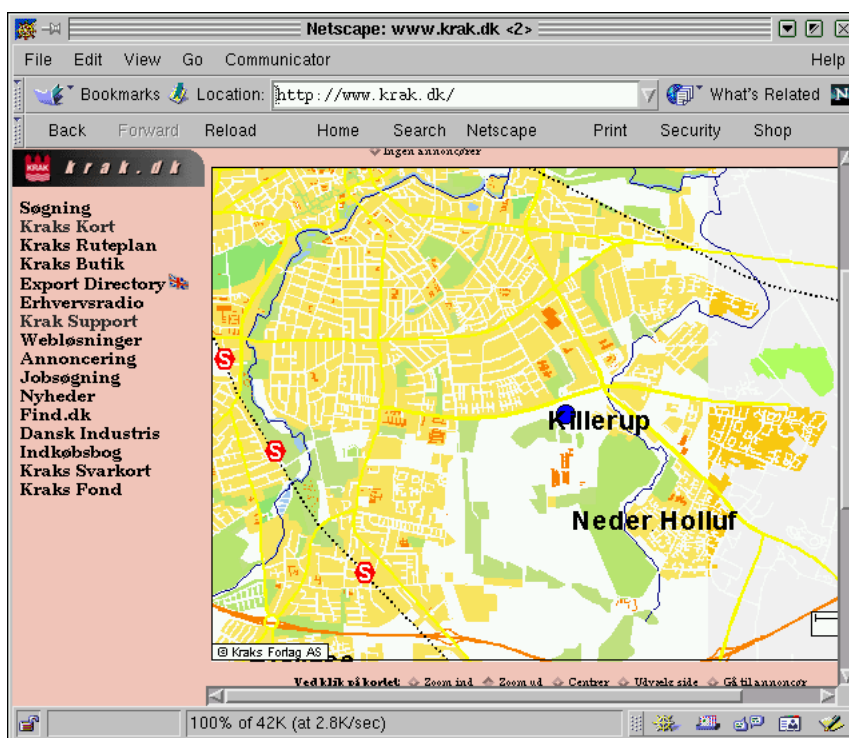 Netscape: www.krak.dk <2>
File Edit View Go Communicator Help
Bookmarks Location: http://www.krak.dk/ What's Related N
Back Forward Reload Home Search Netscape Print Security Shop
KRAK krak.dk
Ingen annoncører
Søgning
Kraks Kort
Kraks Ruteplan
Kraks Butik
Export Directory
Erhvervsradio
Krak Support
Webløsninger
Annoncering
Jobsøgning
Nyheder
Find.dk
Dansk Industris
Indkøbsbog
Kraks Svarkort
Kraks Fond
S
S
S
Killerup
Neder Holluf
© Kraks Forlag AS
Ved klik på kortet: Zoom ind Zoom ud Centrer Udvælg side Gå til annoncør
100% of 42K (at 2.8K/sec)